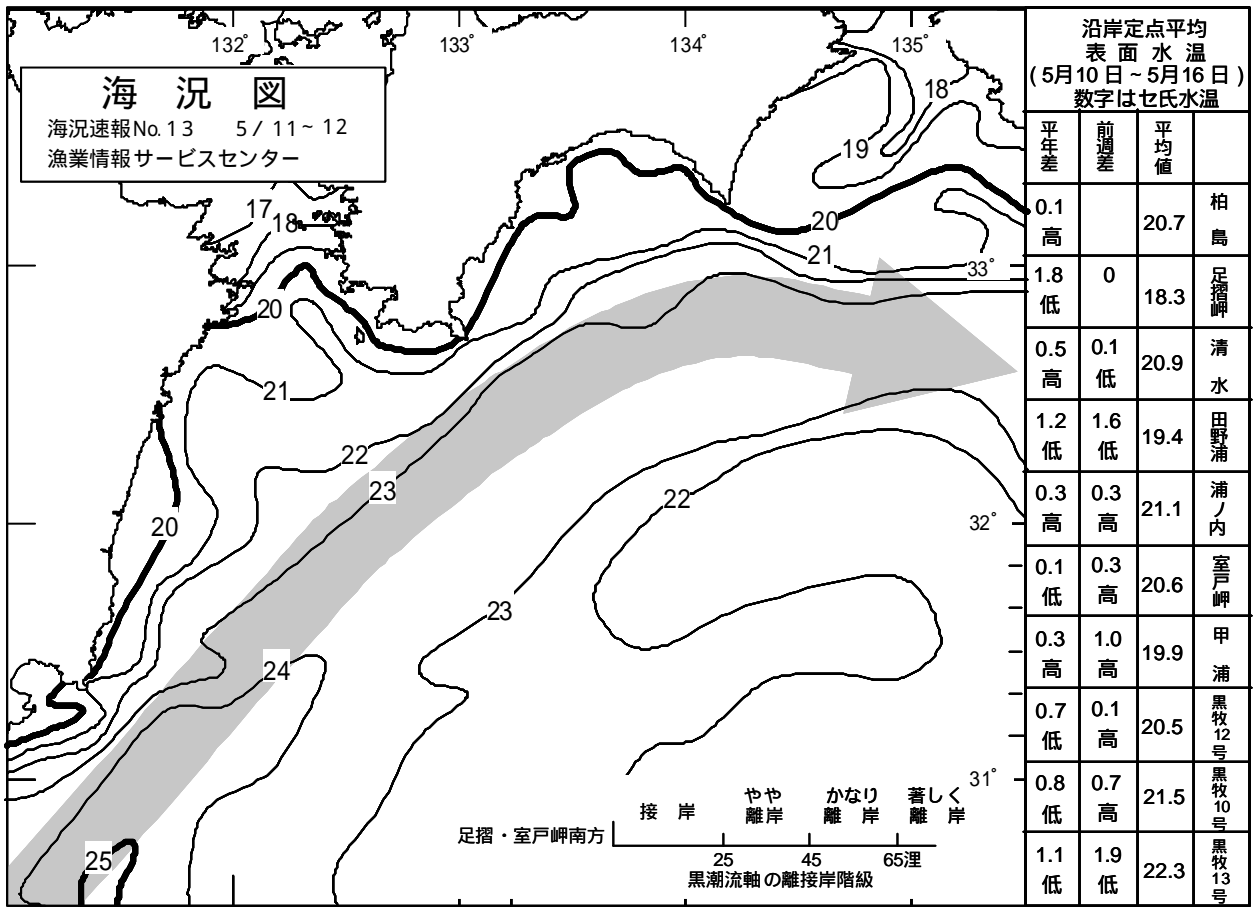 132°
133°
134°
135°
海 況 図
海況速報No.13 5/11~12
漁業情報サービスセンター
18
19
17
18
20
21
20
33°
21
22
23
22
20
32°
23
24
31°
25
接 岸
やや
離岸
かなり
離 岸
著しく
離 岸
足摺・室戸岬南方
25
45
65浬
黒潮流軸の離接岸階級
沿岸定点平均
表 面 水 温
(5月10日~5月16日)
数字はセ氏水温
平年差 前週差 平均値
0.1高 20.7 柏島
1.8低 0 18.3 足摺岬
0.5高 0.1低 20.9 清水
1.2低 1.6低 19.4 田野浦
0.3高 0.3高 21.1 浦ノ内
0.1低 0.3高 20.6 室戸岬
0.3高 1.0高 19.9 甲浦
0.7低 0.1高 20.5 黒牧12号
0.8低 0.7高 21.5 黒牧10号
1.1低 1.9低 22.3 黒牧13号